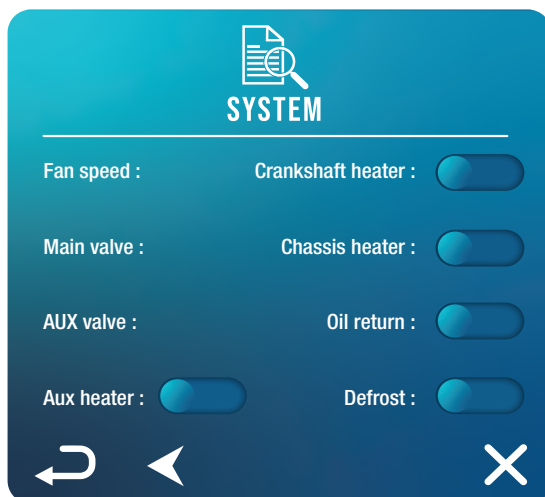 SYSTEM
Fan speed : Crankshaft heater :
Main valve : Chassis heater :
AUX valve : Oil return :
Aux heater : Defrost :